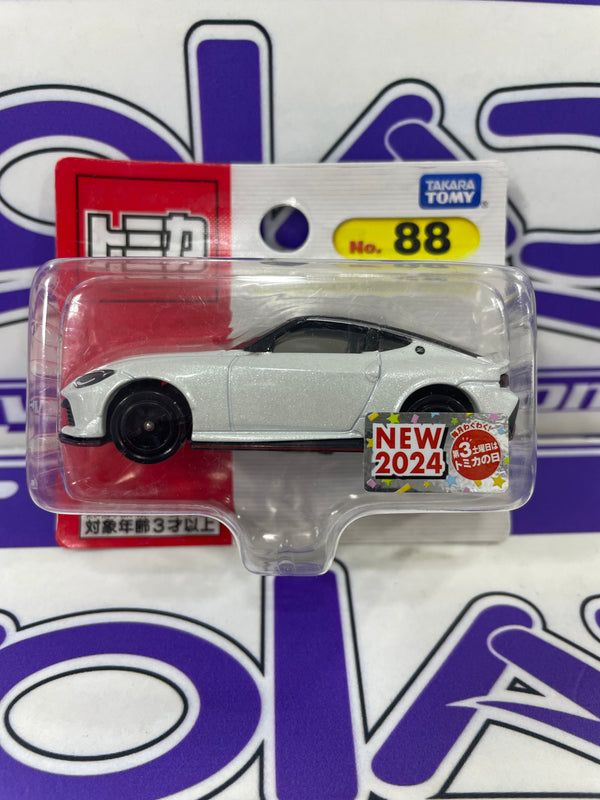 TAKARA
TOMY
トミカ
No. 88
NEW
2024
毎月わくわく!
第3土曜日は
トミカの日
対象年齢3才以上